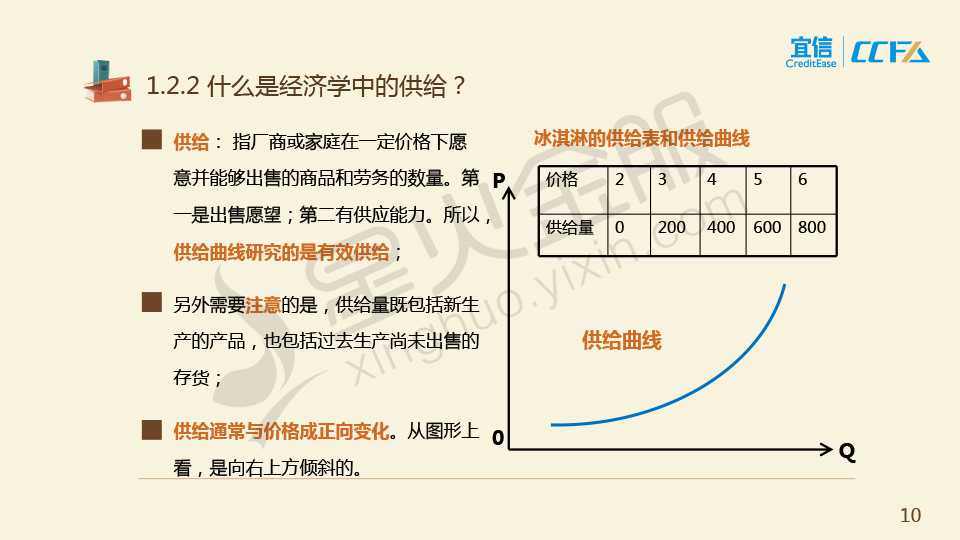 宜信
CreditEase
CCFA
1.2.2 什么是经济学中的供给？
供给： 指厂商或家庭在一定价格下愿
意并能够出售的商品和劳务的数量。第
一是出售愿望；第二有供应能力。所以，
供给曲线研究的是有效供给；
另外需要注意的是，供给量既包括新生
产的产品，也包括过去生产尚未出售的
存货；
供给通常与价格成正向变化。从图形上
看，是向右上方倾斜的。
冰淇淋的供给表和供给曲线
价格 2 3 4 5 6
供给量 0 200 400 600 800
P
供给曲线
0
Q
星火金服
xinghuo.yixin.com
10